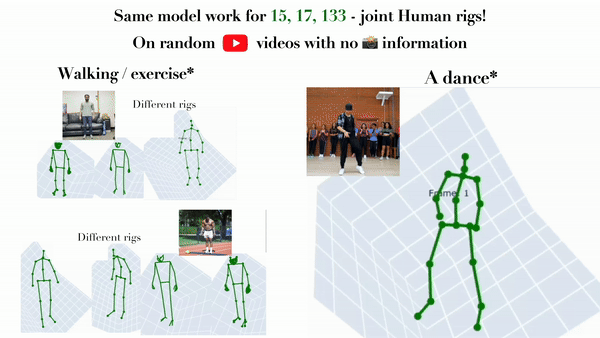 Same model work for 15, 17, 133 - joint Human rigs!
On random videos with no information
Walking / exercise*
A dance*
Different rigs
Frame 1
Different rigs